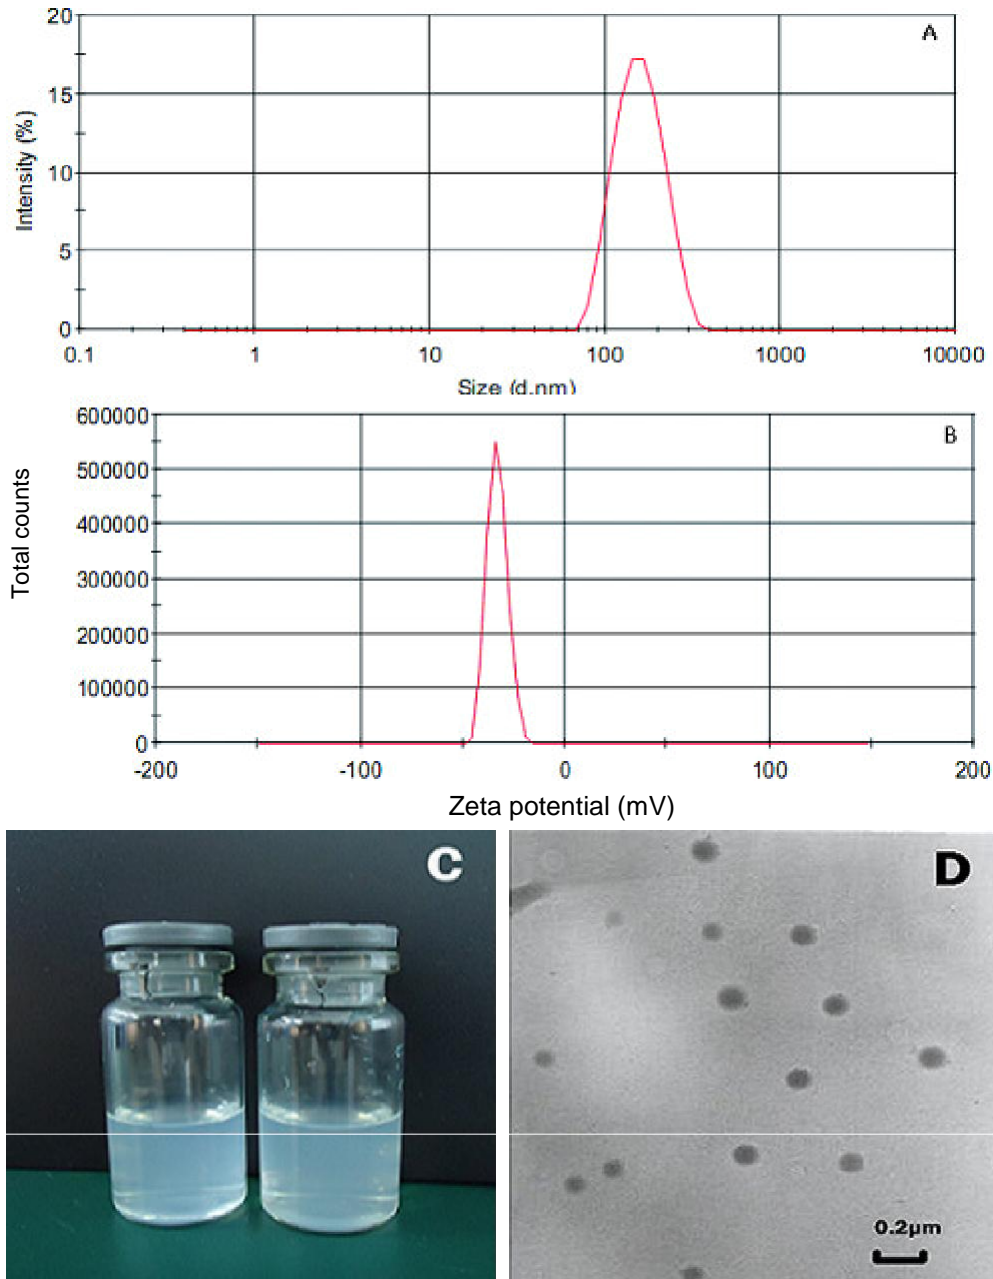 20
A
15
Intensity (%)
10
5
0
0.1 1 10 100 1000 10000
Size (d.nm)
600000
B
500000
Total counts
400000
300000
200000
100000
0
-200 -100 0 100 200
Zeta potential (mV)
C D
0.2µm